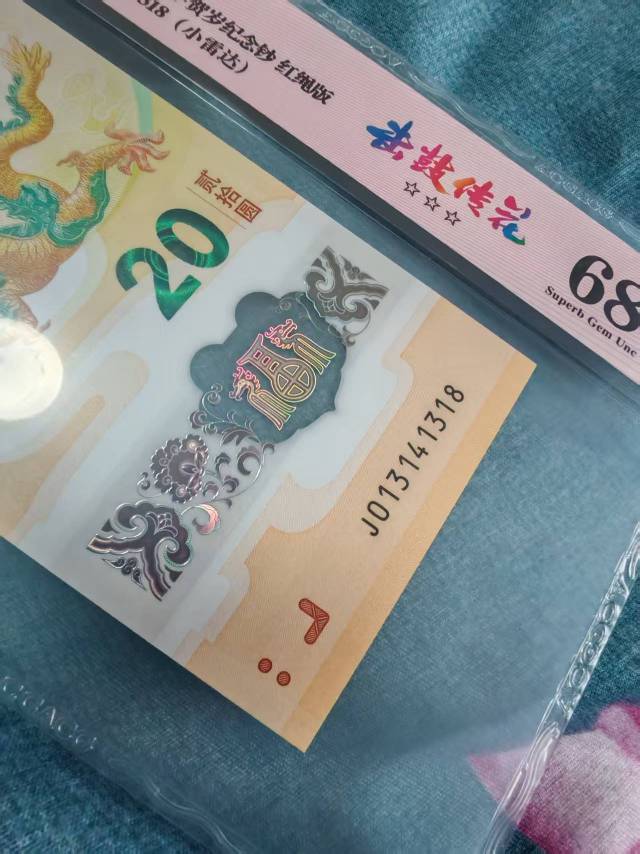 贺岁纪念钞 红绳版
318（小雷达）
击鼓传花
☆☆☆
68
Superb Gem Unc
贰拾圆
20
福
J013141318